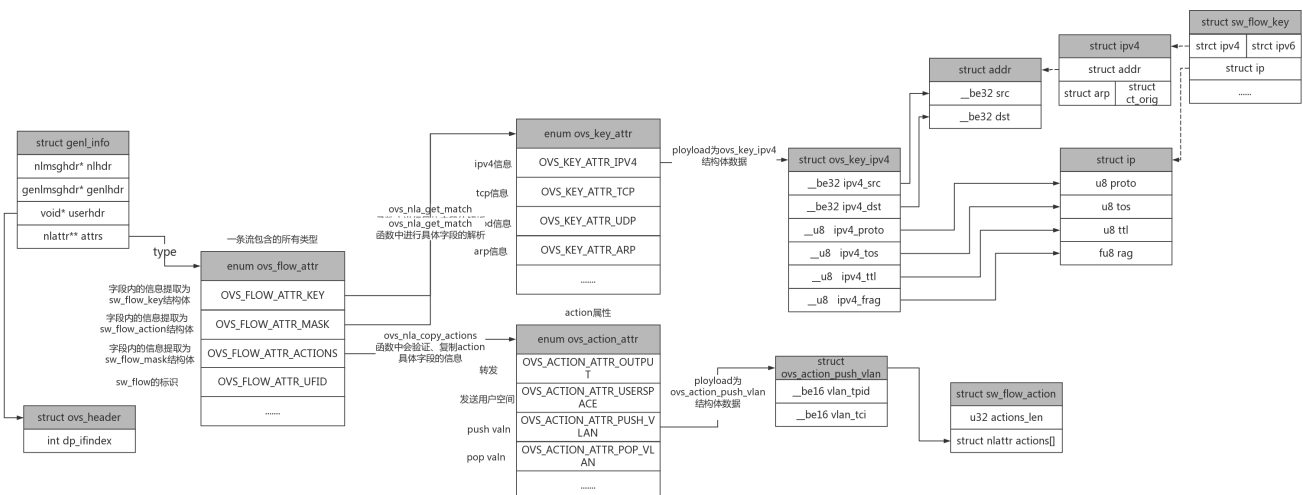 struct sw_flow_key
strct ipv4
strct ipv6
struct ip
......
struct ipv4
struct addr
struct arp
struct
ct_orig
struct addr
__be32 src
__be32 dst
struct genl_info
nlmsghdr* nlhdr
genlmsghdr* genlhdr
void* userhdr
nlattr** attrs
type
一条流包含的所有类型
enum ovs_flow_attr
OVS_FLOW_ATTR_KEY
OVS_FLOW_ATTR_MASK
OVS_FLOW_ATTR_ACTIONS
OVS_FLOW_ATTR_UFID
.......
字段内的信息提取为
sw_flow_key结构体
字段内的信息提取为
sw_flow_action结构体
字段内的信息提取为
sw_flow_mask结构体
sw_flow的标识
struct ovs_header
int dp_ifindex
ovs_nla_get_match
ovs_nla_get_match
函数中进行具体字段的解析
enum ovs_key_attr
OVS_KEY_ATTR_IPV4
OVS_KEY_ATTR_TCP
OVS_KEY_ATTR_UDP
OVS_KEY_ATTR_ARP
.......
ipv4信息
tcp信息
d信息
arp信息
ployload为ovs_key_ipv4
结构体数据
struct ovs_key_ipv4
__be32 ipv4_src
__be32 ipv4_dst
__u8 ipv4_proto
__u8 ipv4_tos
__u8 ipv4_ttl
__u8 ipv4_frag
struct ip
u8 proto
u8 tos
u8 ttl
fu8 rag
ovs_nla_copy_actions
函数中会验证、复制action
具体字段的信息
action属性
enum ovs_action_attr
OVS_ACTION_ATTR_OUTPU
T
OVS_ACTION_ATTR_USERSP
ACE
OVS_ACTION_ATTR_PUSH_V
LAN
OVS_ACTION_ATTR_POP_VL
AN
.......
转发
发送用户空间
push valn
pop valn
ployload为
ovs_action_push_vlan
结构体数据
struct
ovs_action_push_vlan
__be16 vlan_tpid
__be16 vlan_tci
struct sw_flow_action
u32 actions_len
struct nlattr actions[]